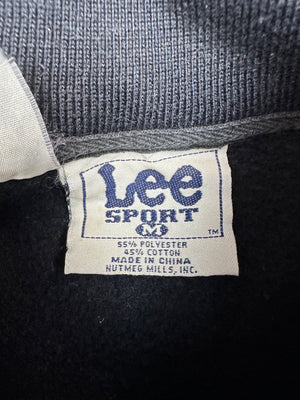 Lee
SPORT
M
™
55% POLYESTER
45% COTTON
MADE IN CHINA
NUTMEG MILLS, INC.